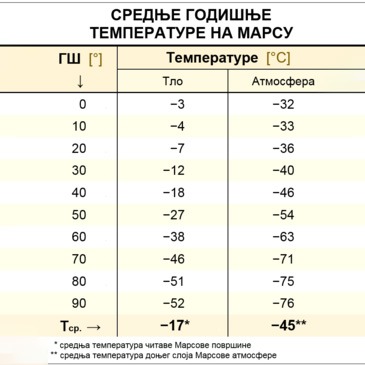 СРЕДЊЕ ГОДИШЊЕ
ТЕМПЕРАТУРЕ НА МАРСУ
ГШ [°] Температуре [°C]
↓ Тло Атмосфера
0 −3 −32
10 −4 −33
20 −7 −36
30 −12 −40
40 −18 −46
50 −27 −54
60 −38 −63
70 −46 −71
80 −51 −75
90 −52 −76
Tср. → −17* −45**
* средња температура читаве Марсове површине
** средња температура доњег слоја Марсове атмосфере